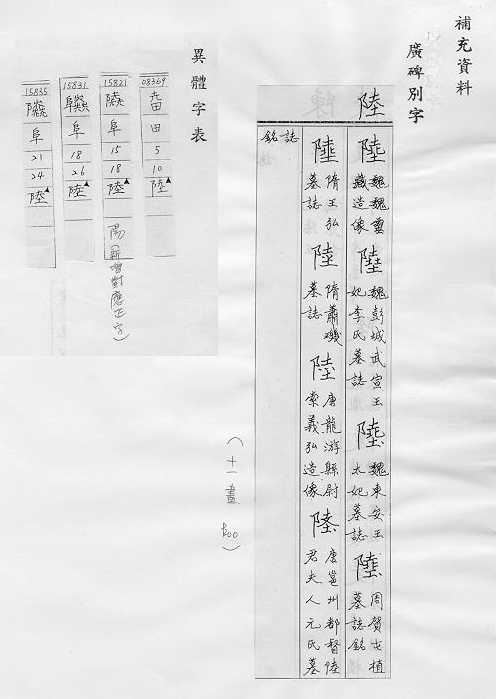 補充資料
廣碑別字
陸
陸 魏魏靈藏造像 陸 魏彭城武宣王妃李氏墓誌 陸 魏東安王太妃墓誌 陸 周賀屯植墓誌銘
陸 隋王弘墓誌 陸 隋蕭磯墓誌 陸 唐龍游縣尉索義弘造像 陸 唐邕州都督陸君夫人元氏墓
誌銘
(十一畫 800)
異體字表
08369
田
5
10
陸
15821
阜
15
18
陸
陽(新增對應正字)
15831
阜
18
26
陸
15835
阜
21
24
陸